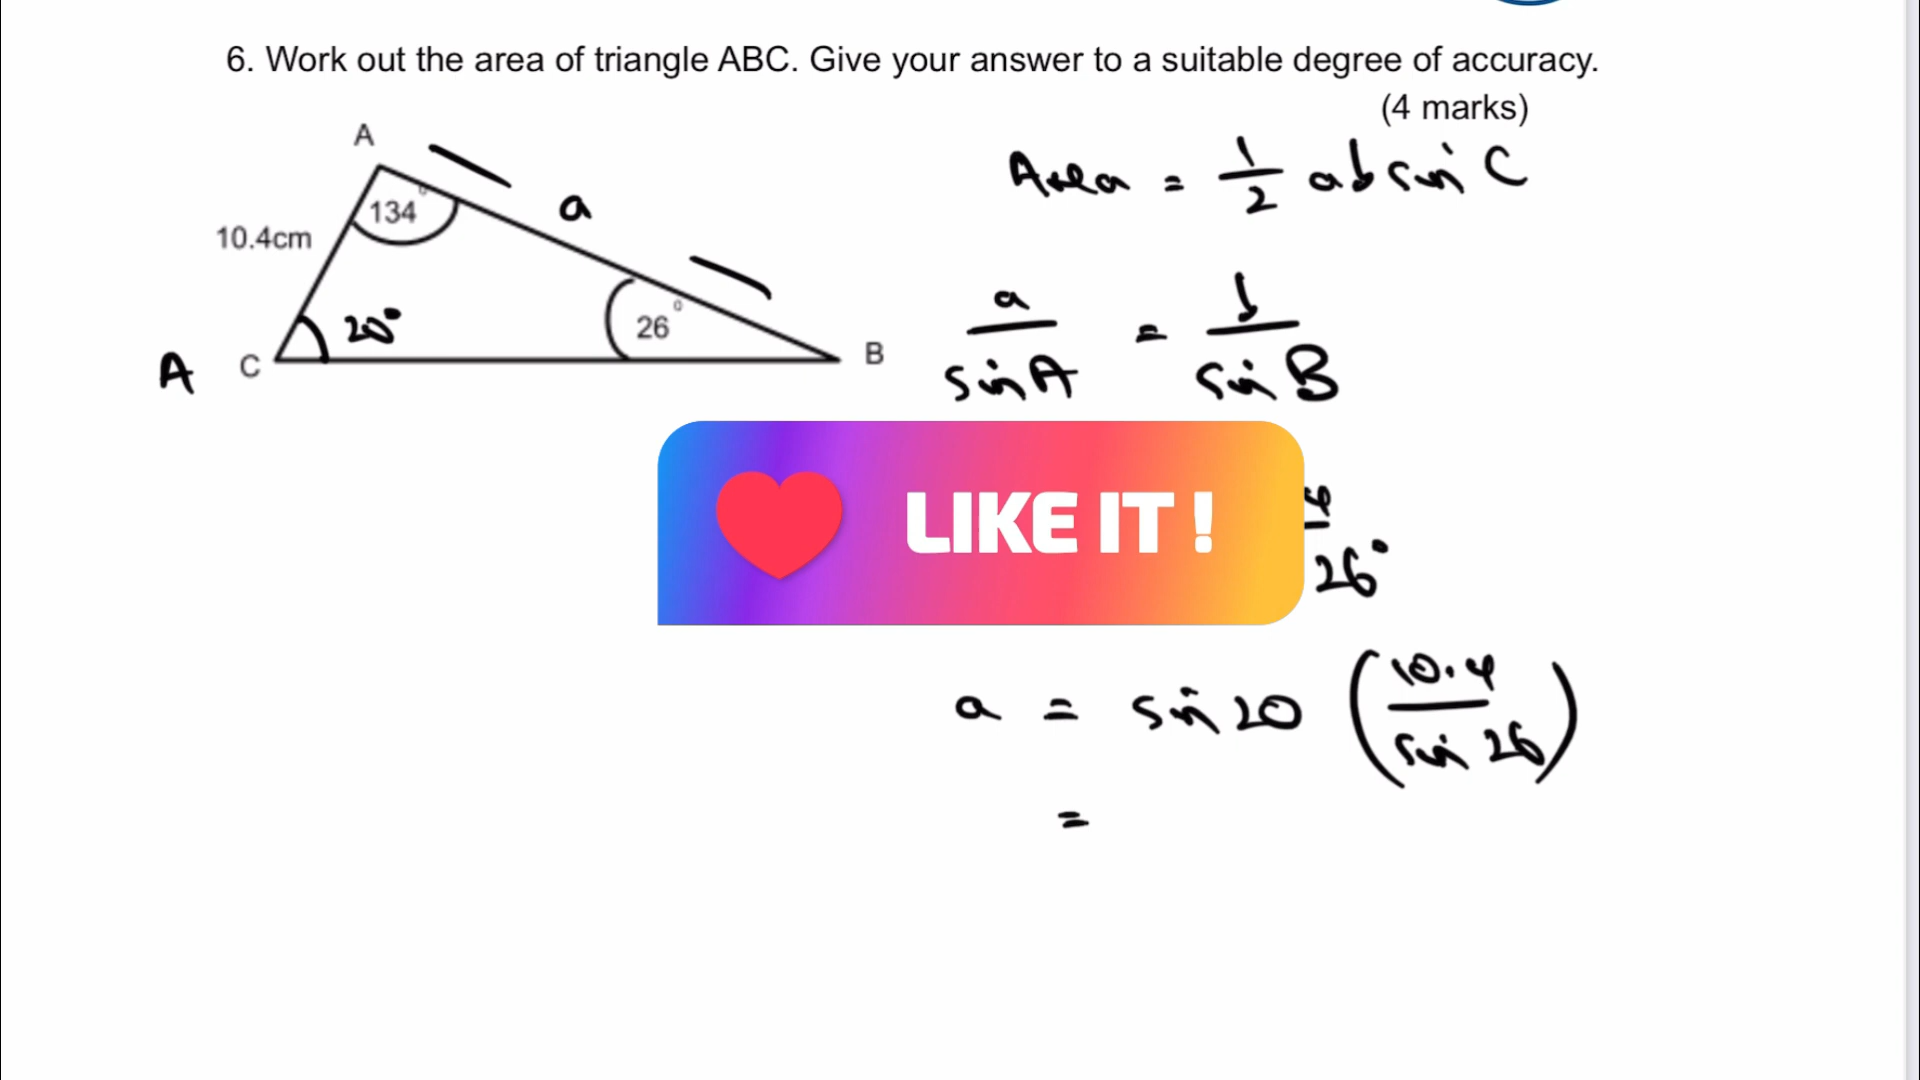 6. Work out the area of triangle ABC. Give your answer to a suitable degree of accuracy.
(4 marks)
A
134°
10.4cm
a
20°
26°
A
C
B
Area = 1/2 ab sin C
a/sin A = b/sin B
LIKE IT !
4
26°
a = sin 20 (10.4/sin 26)
=